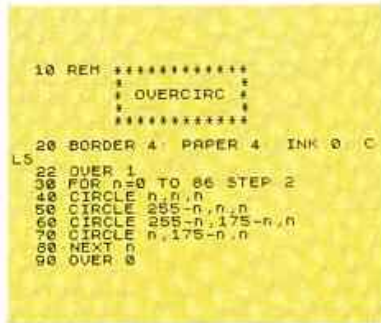 10 REM ************
* *
* OVERCIRC *
* *
************
20 BORDER 4: PAPER 4: INK 0: C
LS
22 OVER 1
30 FOR n=0 TO 86 STEP 2
40 CIRCLE n,n,n
50 CIRCLE 255-n,n,n
60 CIRCLE 255-n,175-n,n
70 CIRCLE n,175-n,n
80 NEXT n
90 OVER 0